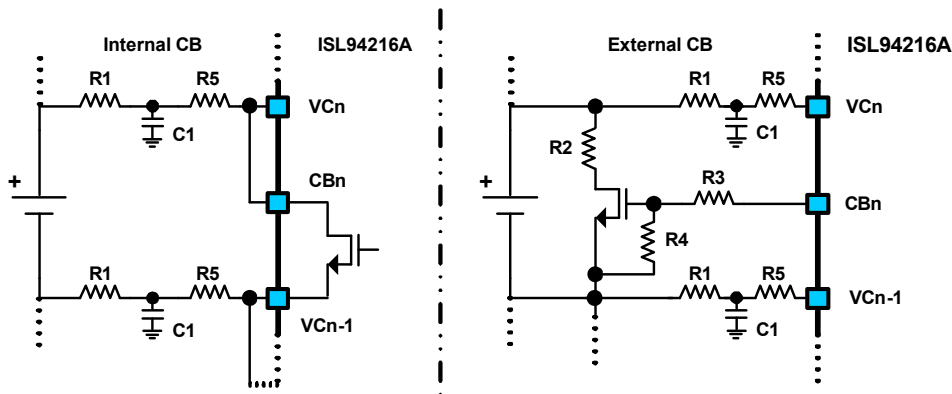 Internal CB
ISL94216A
External CB
ISL94216A
R1
R5
VCn
C1
CBn
+
R1
R5
C1
VCn-1
R1
R5
VCn
C1
R2
R3
CBn
+
R4
R1
R5
VCn-1
C1